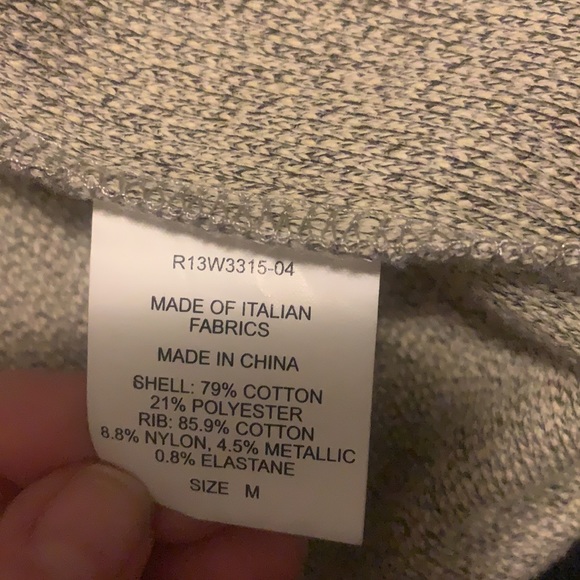 R13W3315-04
MADE OF ITALIAN
FABRICS
MADE IN CHINA
SHELL: 79% COTTON
21% POLYESTER
RIB: 85.9% COTTON
8.8% NYLON, 4.5% METALLIC
0.8% ELASTANE
SIZE M